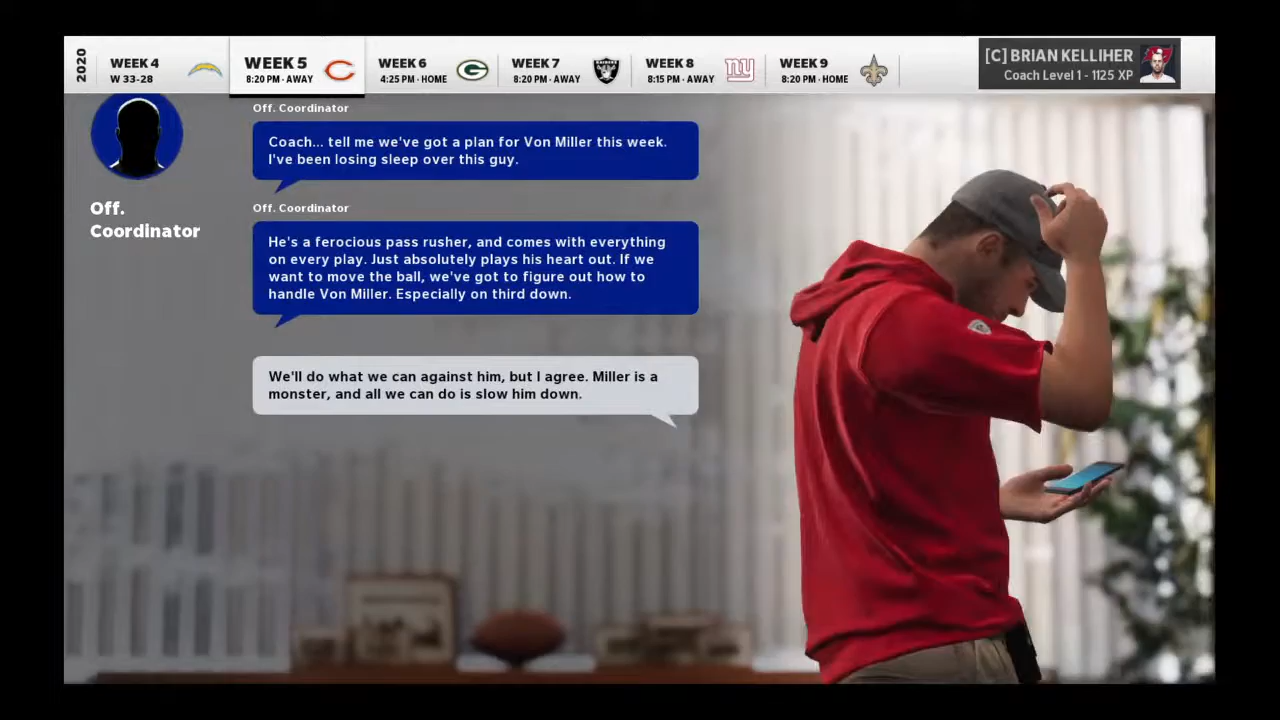 2020
WEEK 4
W 33-28
WEEK 5
8:20 PM - AWAY
WEEK 6
4:25 PM - HOME
WEEK 7
8:20 PM - AWAY
WEEK 8
8:15 PM - AWAY
WEEK 9
8:20 PM - HOME
[C] BRIAN KELLIHER
Coach Level 1 - 1125 XP
Off.
Coordinator
Off. Coordinator
Coach... tell me we've got a plan for Von Miller this week.
I've been losing sleep over this guy.
Off. Coordinator
He's a ferocious pass rusher, and comes with everything
on every play. Just absolutely plays his heart out. If we
want to move the ball, we've got to figure out how to
handle Von Miller. Especially on third down.
We'll do what we can against him, but I agree. Miller is a
monster, and all we can do is slow him down.